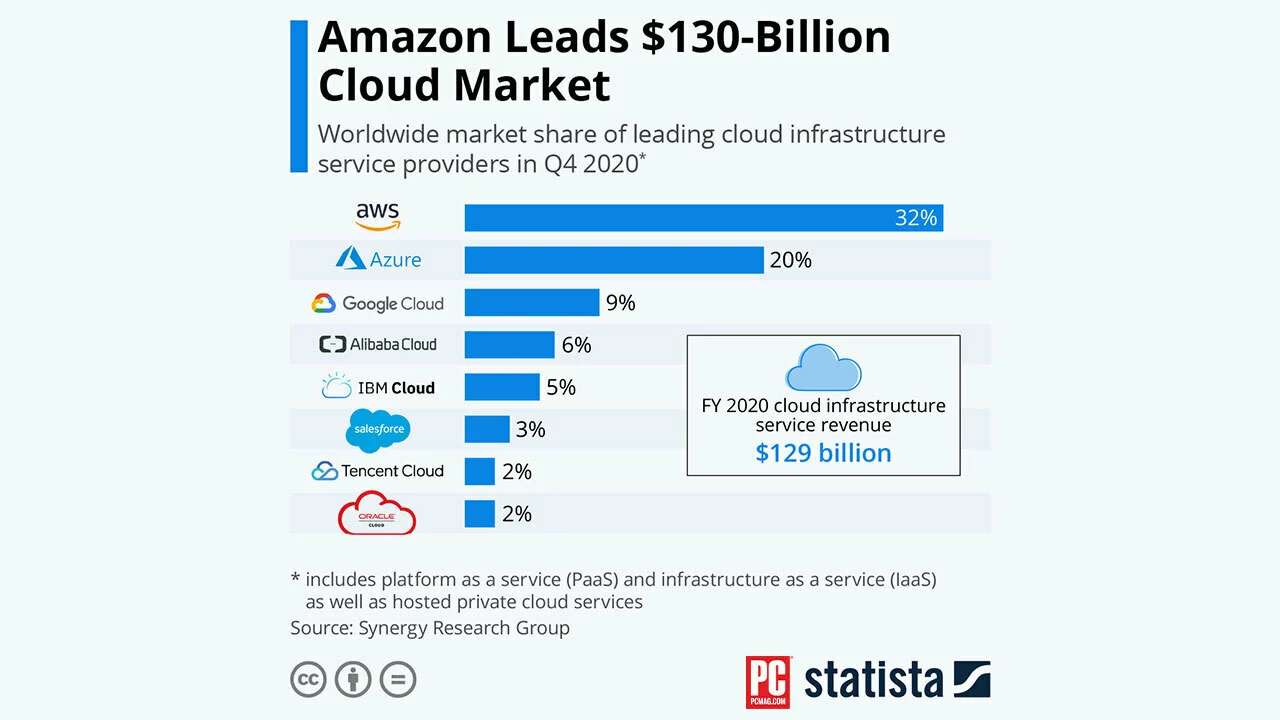 Amazon Leads $130-Billion
Cloud Market
Worldwide market share of leading cloud infrastructure
service providers in Q4 2020*
aws 32%
Azure 20%
Google Cloud 9%
Alibaba Cloud 6%
IBM Cloud 5%
salesforce 3%
Tencent Cloud 2%
ORACLE CLOUD 2%
FY 2020 cloud infrastructure
service revenue
$129 billion
* includes platform as a service (PaaS) and infrastructure as a service (IaaS)
as well as hosted private cloud services
Source: Synergy Research Group
cc
PC
PCMAG.COM
statista